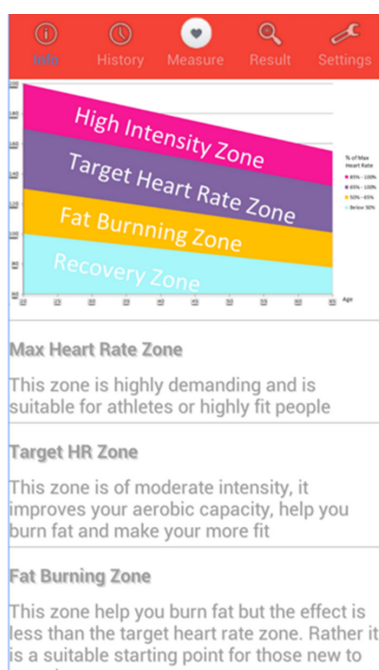 Info History Measure Result Settings
High Intensity Zone
Target Heart Rate Zone
Fat Burnning Zone
Recovery Zone
% of Max
Heart Rate
85% - 100%
65% - 85%
50% - 65%
Below 50%
Age
Max Heart Rate Zone
This zone is highly demanding and is
suitable for athletes or highly fit people
Target HR Zone
This zone is of moderate intensity, it
improves your aerobic capacity, help you
burn fat and make your more fit
Fat Burning Zone
This zone help you burn fat but the effect is
less than the target heart rate zone. Rather it
is a suitable starting point for those new to